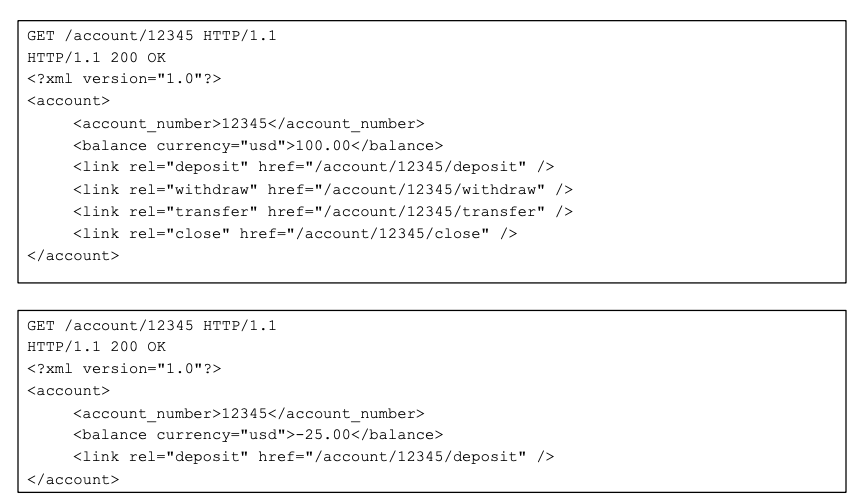 GET /account/12345 HTTP/1.1
HTTP/1.1 200 OK
<?xml version="1.0"?>
<account>
<account_number>12345</account_number>
<balance currency="usd">100.00</balance>
<link rel="deposit" href="/account/12345/deposit" />
<link rel="withdraw" href="/account/12345/withdraw" />
<link rel="transfer" href="/account/12345/transfer" />
<link rel="close" href="/account/12345/close" />
</account>
GET /account/12345 HTTP/1.1
HTTP/1.1 200 OK
<?xml version="1.0"?>
<account>
<account_number>12345</account_number>
<balance currency="usd">-25.00</balance>
<link rel="deposit" href="/account/12345/deposit" />
</account>